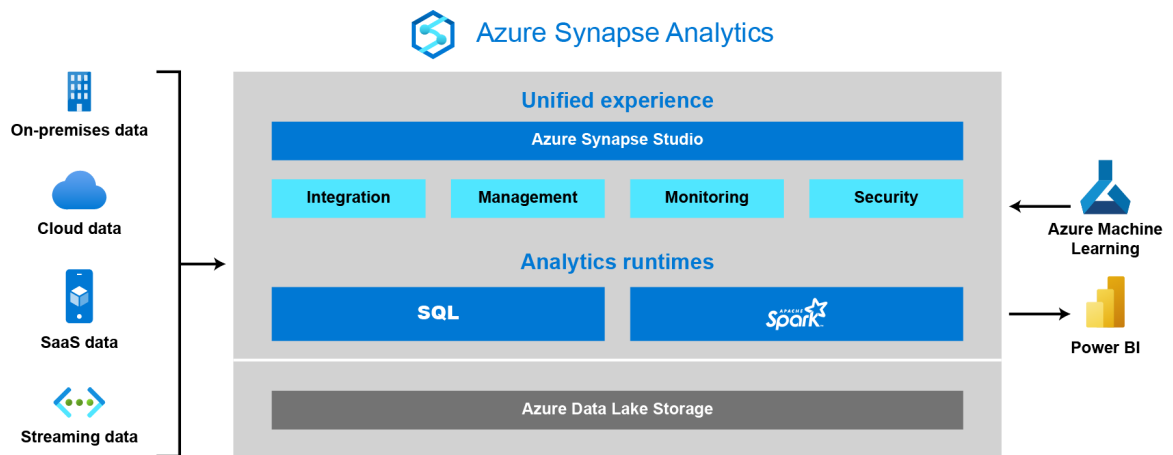 Azure Synapse Analytics
On-premises data
Cloud data
SaaS data
Streaming data
Unified experience
Azure Synapse Studio
Integration
Management
Monitoring
Security
Analytics runtimes
SQL
APACHE
Spark™
Azure Data Lake Storage
Azure Machine
Learning
Power BI